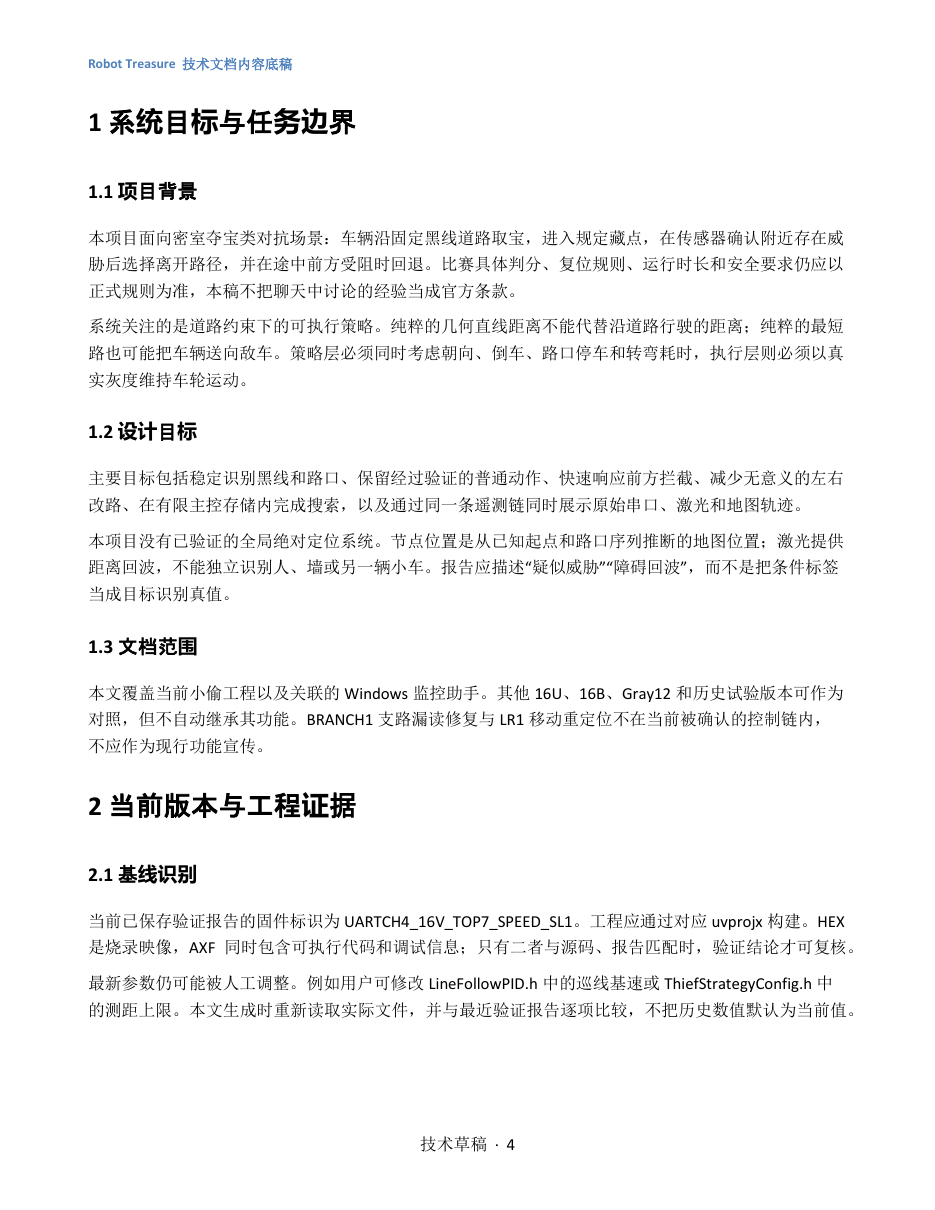 Robot Treasure 技术文档内容底稿
1 系统目标与任务边界
1.1 项目背景
本项目面向密室夺宝类对抗场景：车辆沿固定黑线道路取宝，进入规定藏点，在传感器确认附近存在威
胁后选择离开路径，并在途中前方受阻时回退。比赛具体判分、复位规则、运行时长和安全要求仍应以
正式规则为准，本稿不把聊天中讨论的经验当成官方条款。
系统关注的是道路约束下的可执行策略。纯粹的几何直线距离不能代替沿道路行驶的距离；纯粹的最短
路也可能把车辆送向敌车。策略层必须同时考虑朝向、倒车、路口停车和转弯耗时，执行层则必须以真
实灰度维持车轮运动。
1.2 设计目标
主要目标包括稳定识别黑线和路口、保留经过验证的普通动作、快速响应前方拦截、减少无意义的左右
改路、在有限主控存储内完成搜索，以及通过同一条遥测链同时展示原始串口、激光和地图轨迹。
本项目没有已验证的全局绝对定位系统。节点位置是从已知起点和路口序列推断的地图位置；激光提供
距离回波，不能独立识别人、墙或另一辆小车。报告应描述“疑似威胁”“障碍回波”，而不是把条件标签
当成目标识别真值。
1.3 文档范围
本文覆盖当前小偷工程以及关联的 Windows 监控助手。其他 16U、16B、Gray12 和历史试验版本可作为
对照，但不自动继承其功能。BRANCH1 支路漏读修复与 LR1 移动重定位不在当前被确认的控制链内，
不应作为现行功能宣传。
2 当前版本与工程证据
2.1 基线识别
当前已保存验证报告的固件标识为 UARTCH4_16V_TOP7_SPEED_SL1。工程应通过对应 uvprojx 构建。HEX
是烧录映像，AXF 同时包含可执行代码和调试信息；只有二者与源码、报告匹配时，验证结论才可复核。
最新参数仍可能被人工调整。例如用户可修改 LineFollowPID.h 中的巡线基速或 ThiefStrategyConfig.h 中
的测距上限。本文生成时重新读取实际文件，并与最近验证报告逐项比较，不把历史数值默认为当前值。
技术草稿 · 4